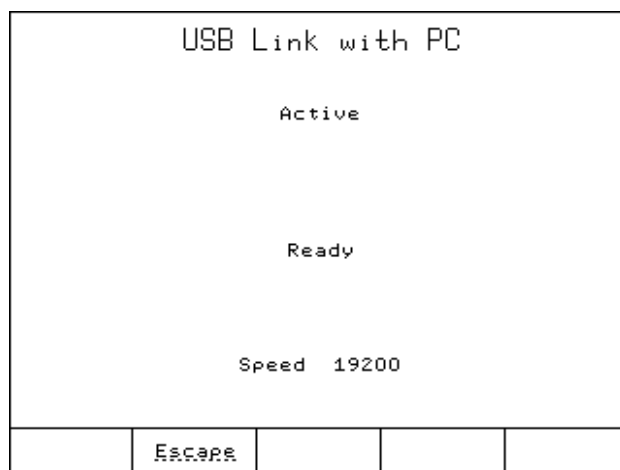 USB Link with PC
Active
Ready
Speed 19200
Escape